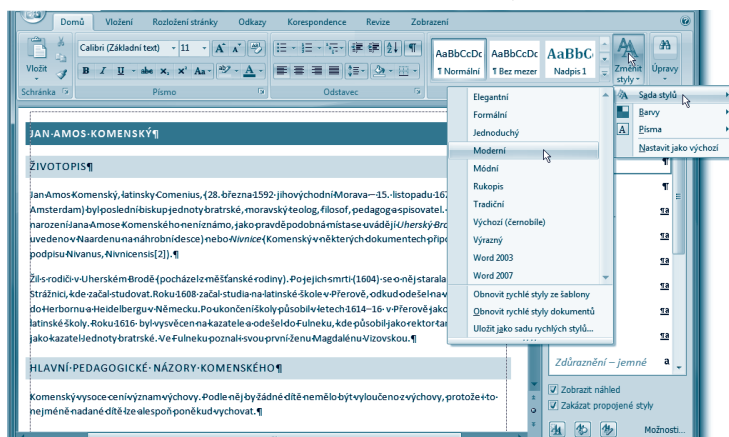 Domů Vložení Rozložení stránky Odkazy Korespondence Revize Zobrazení
Calibri (Základní text) 11
Vložit
B I U abc x₂ x² Aa A
Schránka Písmo Odstavec
AaBbCcDc AaBbCcDc AaBbC
¶ Normální ¶ Bez mezer Nadpis 1
Změnit styly
Úpravy
Sada stylů
Barvy
Písma
Nastavit jako výchozí
Elegantní
Formální
Jednoduchý
Moderní
Módní
Rukopis
Tradiční
Výchozí (černobíle)
Výrazný
Word 2003
Word 2007
Obnovit rychlé styly ze šablony
Obnovit rychlé styly dokumentů
Uložit jako sadu rychlých stylů...
JAN·AMOS·KOMENSKÝ¶
ŽIVOTOPIS¶
Jan·Amos·Komenský,·latinsky·Comenius,·(28.·března·1592·jihovýchodní·Morava·–·15.·listopadu·167
Amsterdam)·byl·poslední·biskup·jednoty·bratrské,·moravský·teolog,·filosof,·pedagog·a·spisovatel.
narození·Jana·Amose·Komenského·není·známo,·jako·pravděpodobná·místa·se·uvádějí·Uherský·Bro
uvedeno·v·Naardenu·na·náhrobní·desce)·nebo·Nivnice·(Komenský·v·některých·dokumentech·připo
podpisu·Nivanus,·Nivnicensis[2]).¶
Žil·s·rodiči·v·Uherském·Brodě·(pocházel·z·měšťanské·rodiny).·Po·jejich·smrti·(1604)·se·o·něj·starala
Strážnici,·kde·začal·studovat.·Roku·1608·začal·studia·na·latinské·škole·v·Přerově,·odkud·odešel·na·v
do·Herbornu·a·Heidelbergu·v·Německu.·Po·ukončení·školy·působil·v·letech·1614–16·v·Přerově·jako
latinské·školy.·Roku·1616·byl·vysvěcen·na·kazatele·a·odešel·do·Fulneku,·kde·působil·jako·rektor·tam
jako·kazatel·Jednoty·bratrské.·Ve·Fulneku·poznal·svou·první·ženu·Magdalénu·Vizovskou.¶
HLAVNÍ·PEDAGOGICKÉ·NÁZORY·KOMENSKÉHO¶
Komenský·vysoce·cení·význam·výchovy.·Podle·něj·by·žádné·dítě·nemělo·být·vyloučeno·z·výchovy,·protože·i·to·
nejméně·nadané·dítě·lze·alespoň·poněkud·vychovat.¶
¶
¶
¶a
¶a
¶a
¶a
¶a
¶a
Zdůraznění – jemné a
Zobrazit náhled
Zakázat propojené styly
Možnosti...